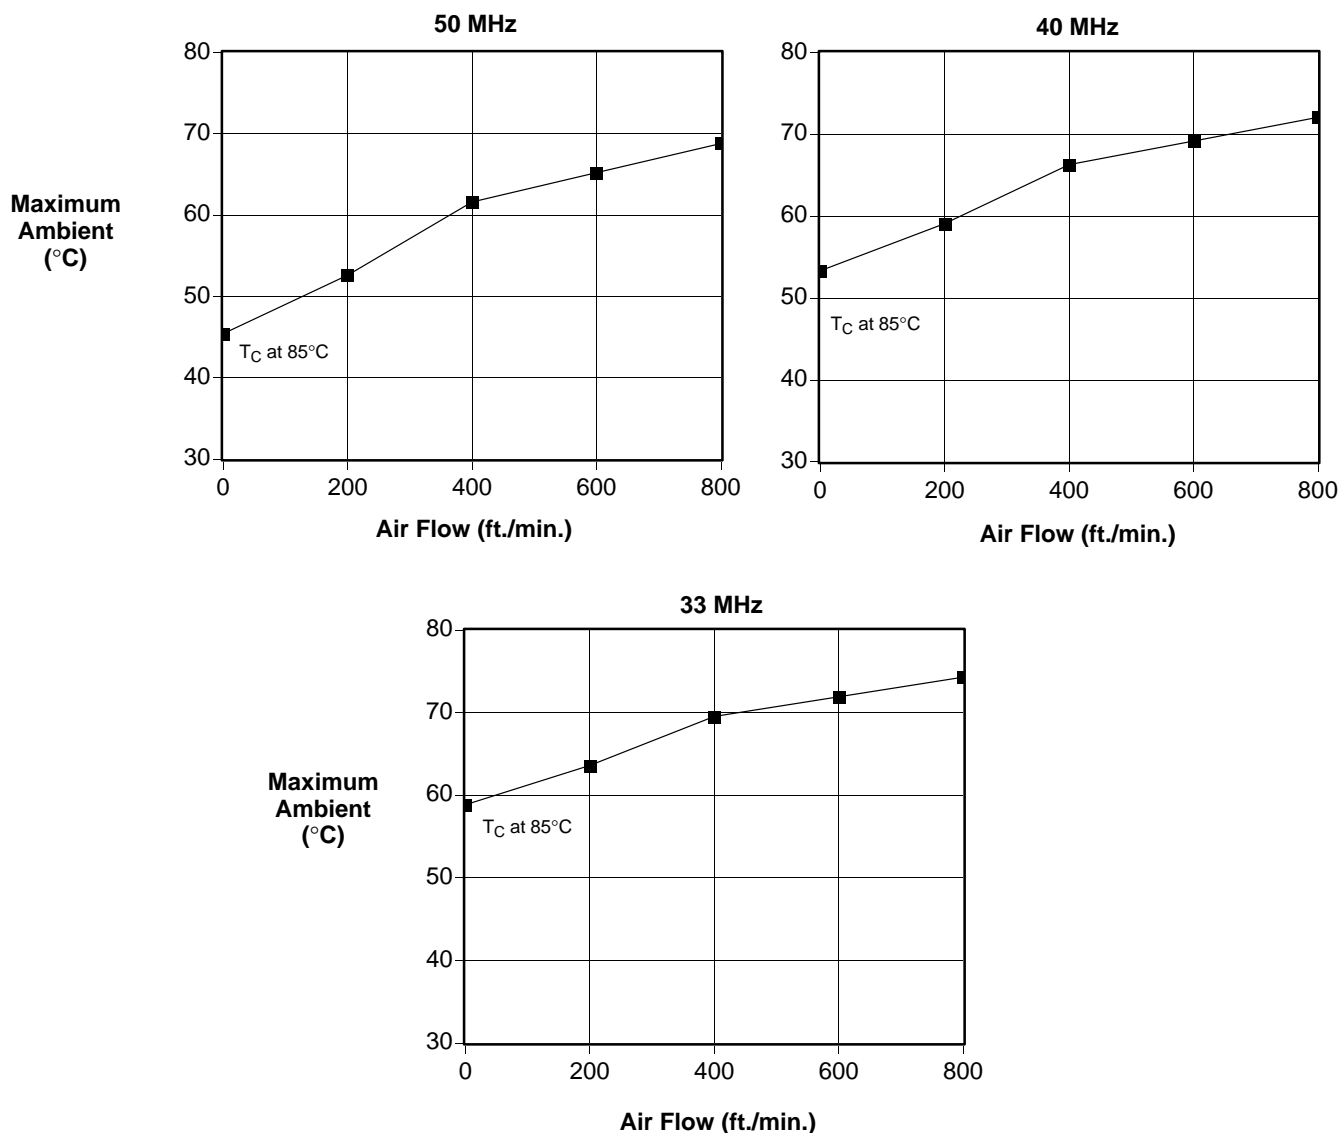 50 MHz
80
70
60
50
40
30
Maximum
Ambient
(°C)
TC at 85°C
0 200 400 600 800
Air Flow (ft./min.)
40 MHz
80
70
60
50
40
30
TC at 85°C
0 200 400 600 800
Air Flow (ft./min.)
33 MHz
80
70
60
50
40
30
Maximum
Ambient
(°C)
TC at 85°C
0 200 400 600 800
Air Flow (ft./min.)